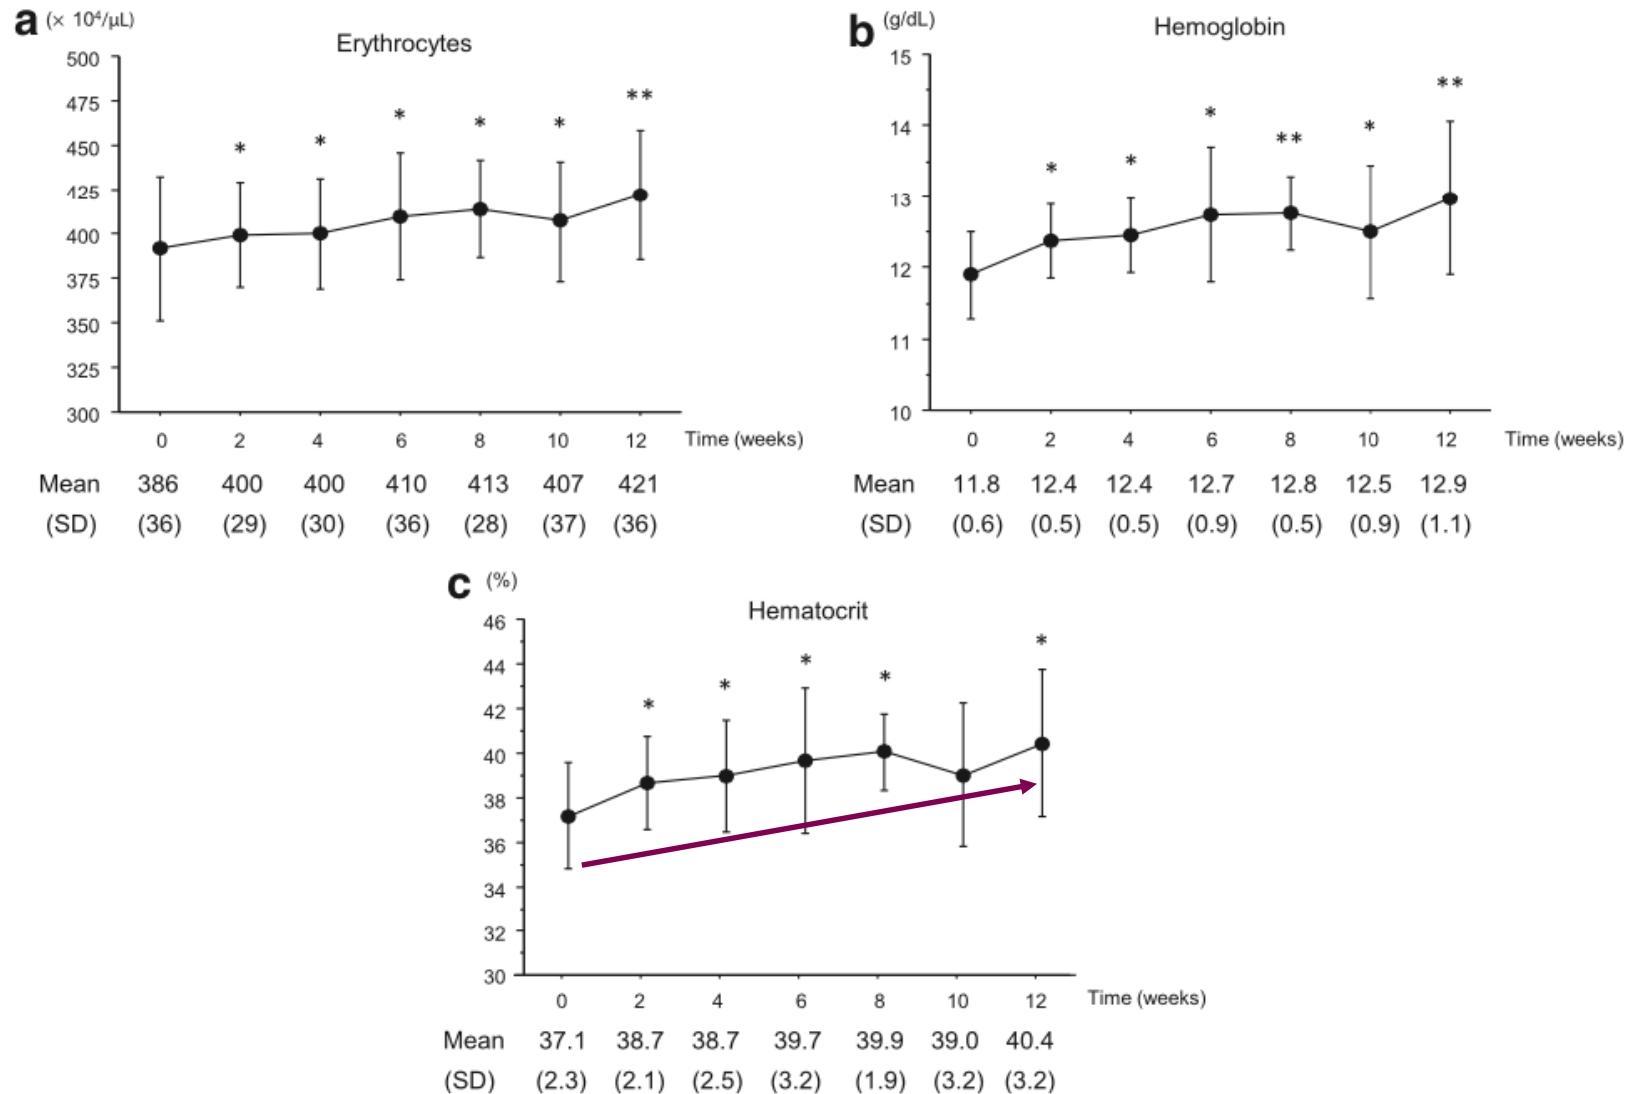 a (× 10⁴/μL)
Erythrocytes
500
475
450
425
400
375
350
325
300
* * * * * **
0 2 4 6 8 10 12 Time (weeks)
Mean 386 400 400 410 413 407 421
(SD) (36) (29) (30) (36) (28) (37) (36)
b (g/dL)
Hemoglobin
15
14
13
12
11
10
* * * ** * **
0 2 4 6 8 10 12 Time (weeks)
Mean 11.8 12.4 12.4 12.7 12.8 12.5 12.9
(SD) (0.6) (0.5) (0.5) (0.9) (0.5) (0.9) (1.1)
c (%)
Hematocrit
46
44
42
40
38
36
34
32
30
* * * * *
0 2 4 6 8 10 12 Time (weeks)
Mean 37.1 38.7 38.7 39.7 39.9 39.0 40.4
(SD) (2.3) (2.1) (2.5) (3.2) (1.9) (3.2) (3.2)